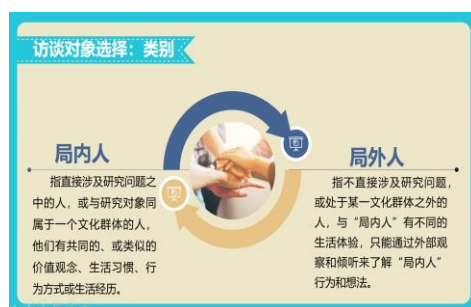 访谈对象选择：类别
局内人
指直接涉及研究问题之
中的人，或与研究对象同
属于一个文化群体的人，
他们有共同的、或类似的
价值观念、生活习惯、行
为方式或生活经历。
局外人
指不直接涉及研究问题，
或处于某一文化群体之外的
人，与“局内人”有不同的
生活体验，只能通过外部观
察和倾听来了解“局内人”
行为和想法。